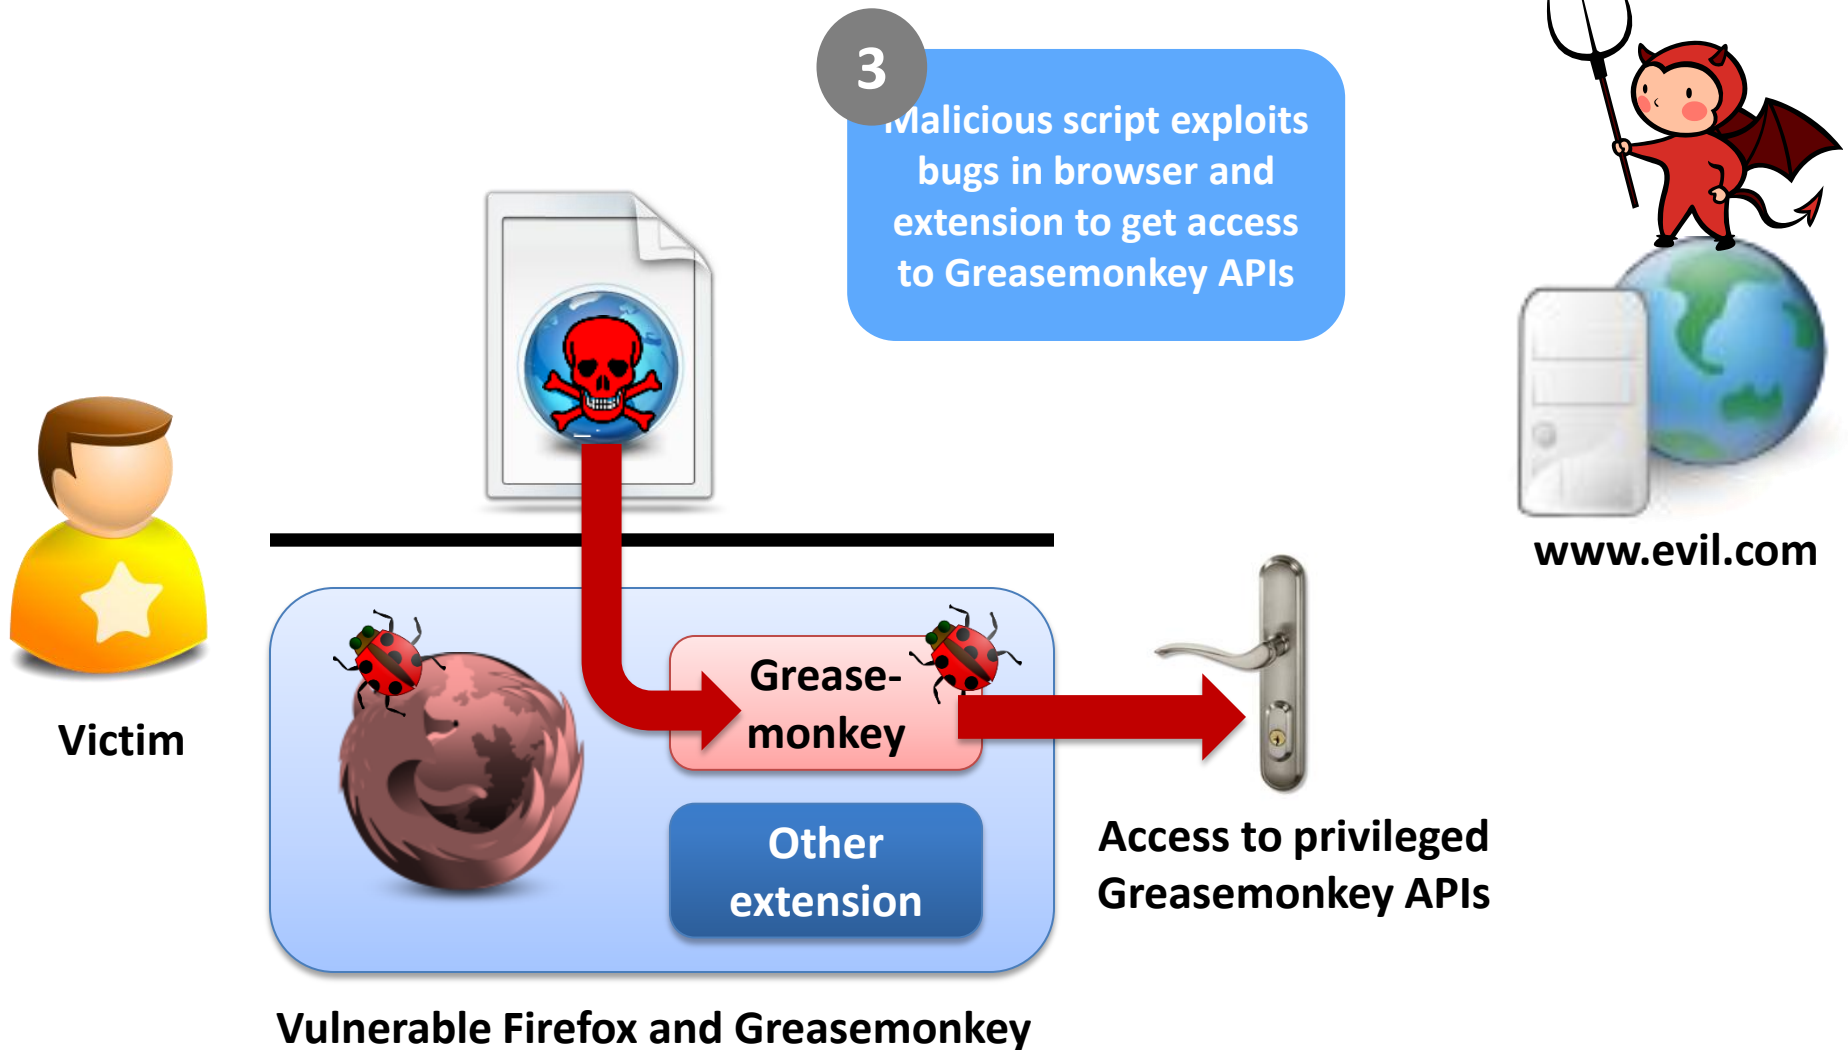 3
Malicious script exploits
bugs in browser and
extension to get access
to Greasemonkey APIs
www.evil.com
Victim
Grease-
monkey
Other
extension
Access to privileged
Greasemonkey APIs
Vulnerable Firefox and Greasemonkey